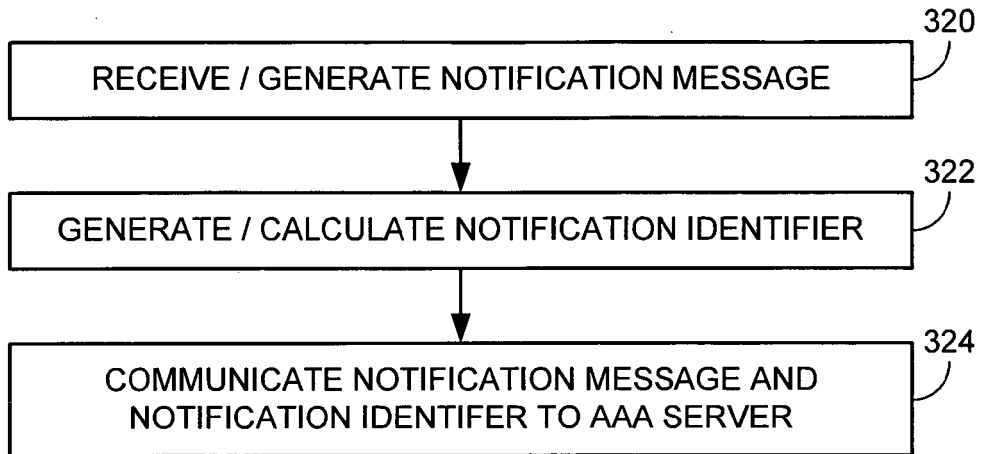 320
RECEIVE / GENERATE NOTIFICATION MESSAGE
322
GENERATE / CALCULATE NOTIFICATION IDENTIFIER
324
COMMUNICATE NOTIFICATION MESSAGE AND
NOTIFICATION IDENTIFER TO AAA SERVER